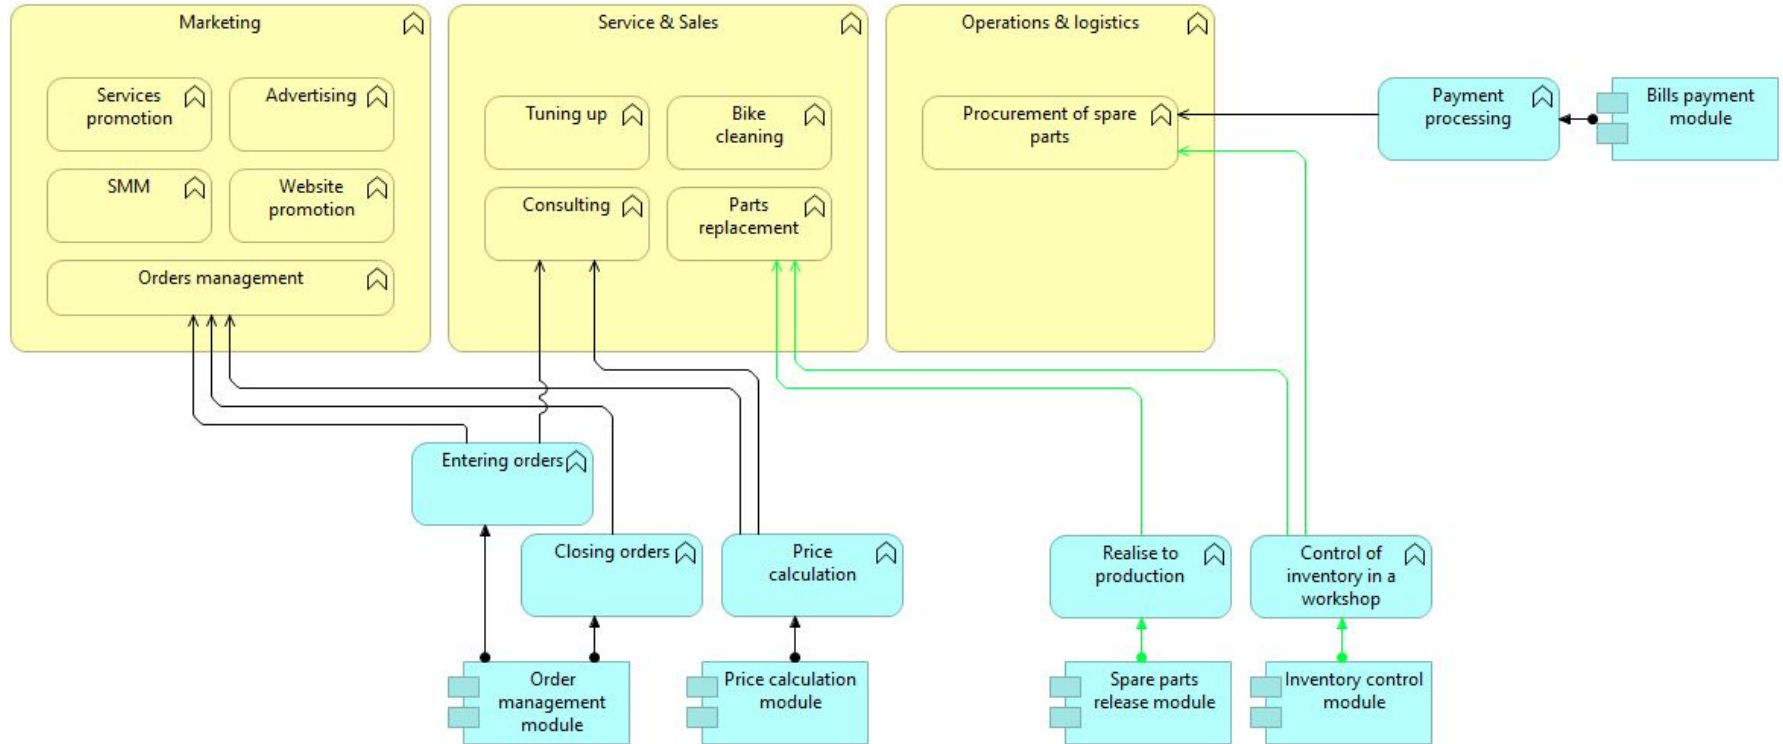 Marketing
Service & Sales
Operations & logistics
Services
promotion
Advertising
SMM
Website
promotion
Orders management
Tuning up
Bike
cleaning
Consulting
Parts
replacement
Procurement of spare
parts
Payment
processing
Bills payment
module
Entering orders
Closing orders
Price
calculation
Realise to
production
Control of
inventory in a
workshop
Order
management
module
Price calculation
module
Spare parts
release module
Inventory control
module